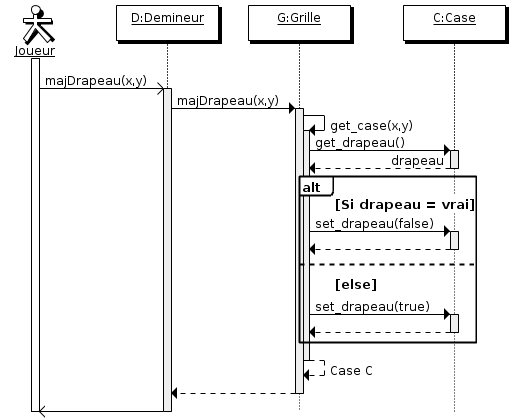 D:Demineur
G:Grille
C:Case
Joueur
majDrapeau(x,y)
majDrapeau(x,y)
get_case(x,y)
get_drapeau()
drapeau
alt
[Si drapeau = vrai]
set_drapeau(false)
[else]
set_drapeau(true)
Case C